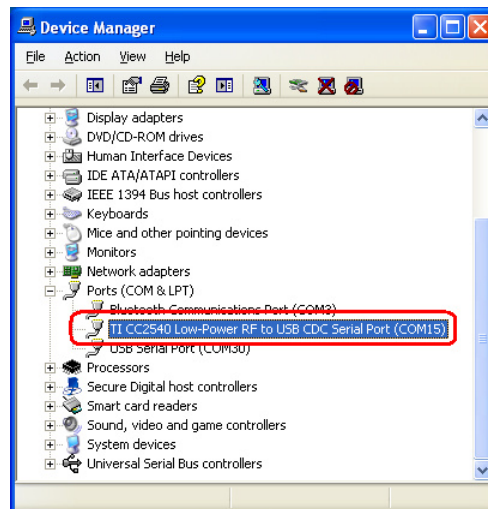 Device Manager
File Action View Help
Display adapters
DVD/CD-ROM drives
Human Interface Devices
IDE ATA/ATAPI controllers
IEEE 1394 Bus host controllers
Keyboards
Mice and other pointing devices
Monitors
Network adapters
Ports (COM & LPT)
Bluetooth Communications Port (COM3)
TI CC2540 Low-Power RF to USB CDC Serial Port (COM15)
USB Serial Port (COM30)
Processors
Secure Digital host controllers
Smart card readers
Sound, video and game controllers
System devices
Universal Serial Bus controllers